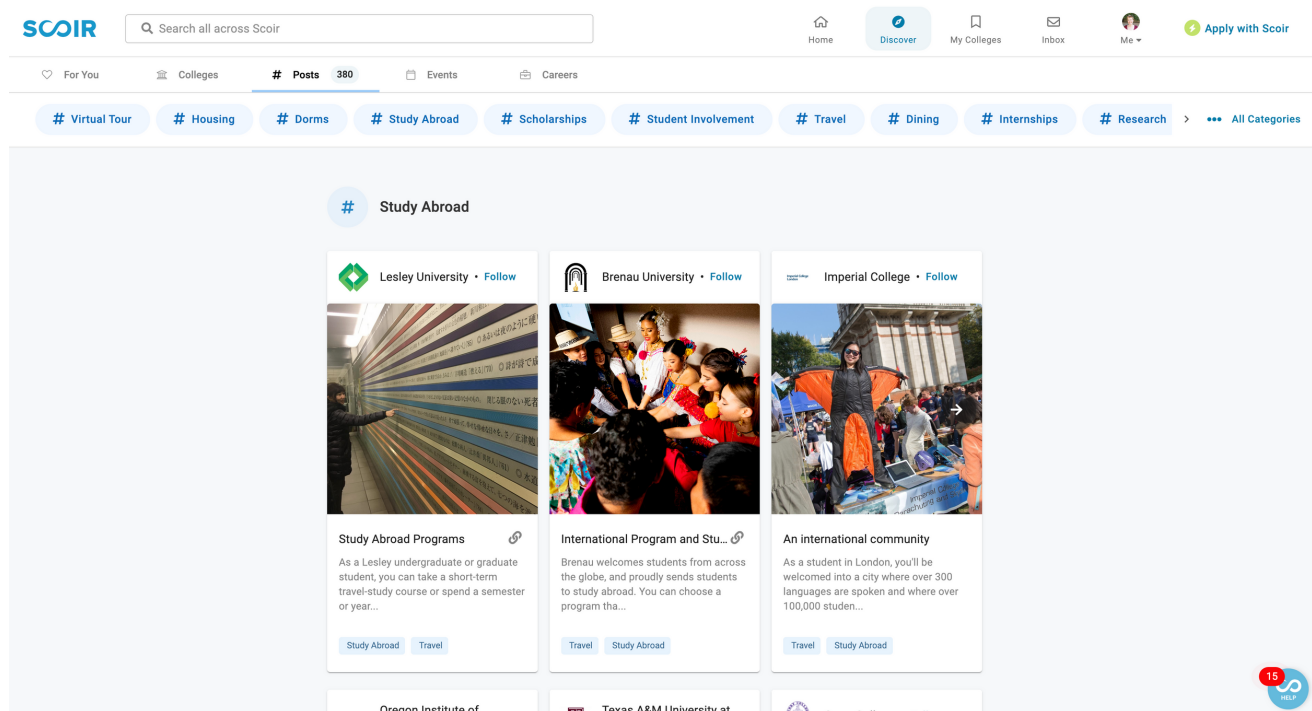 SCOIR
Search all across Scoir
Home
Discover
My Colleges
Inbox
Me
Apply with Scoir
For You
Colleges
# Posts 380
Events
Careers
# Virtual Tour
# Housing
# Dorms
# Study Abroad
# Scholarships
# Student Involvement
# Travel
# Dining
# Internships
# Research
All Categories
# Study Abroad
Lesley University • Follow
Study Abroad Programs
As a Lesley undergraduate or graduate
student, you can take a short-term
travel-study course or spend a semester
or year...
Study Abroad
Travel
Brenau University • Follow
International Program and Stu...
Brenau welcomes students from across
the globe, and proudly sends students
to study abroad. You can choose a
program tha...
Travel
Study Abroad
Imperial College • Follow
Imperial College
London
An international community
As a student in London, you'll be
welcomed into a city where over 300
languages are spoken and where over
100,000 studen...
Travel
Study Abroad
Oregon Institute of
Texas A&M University at
15
HELP